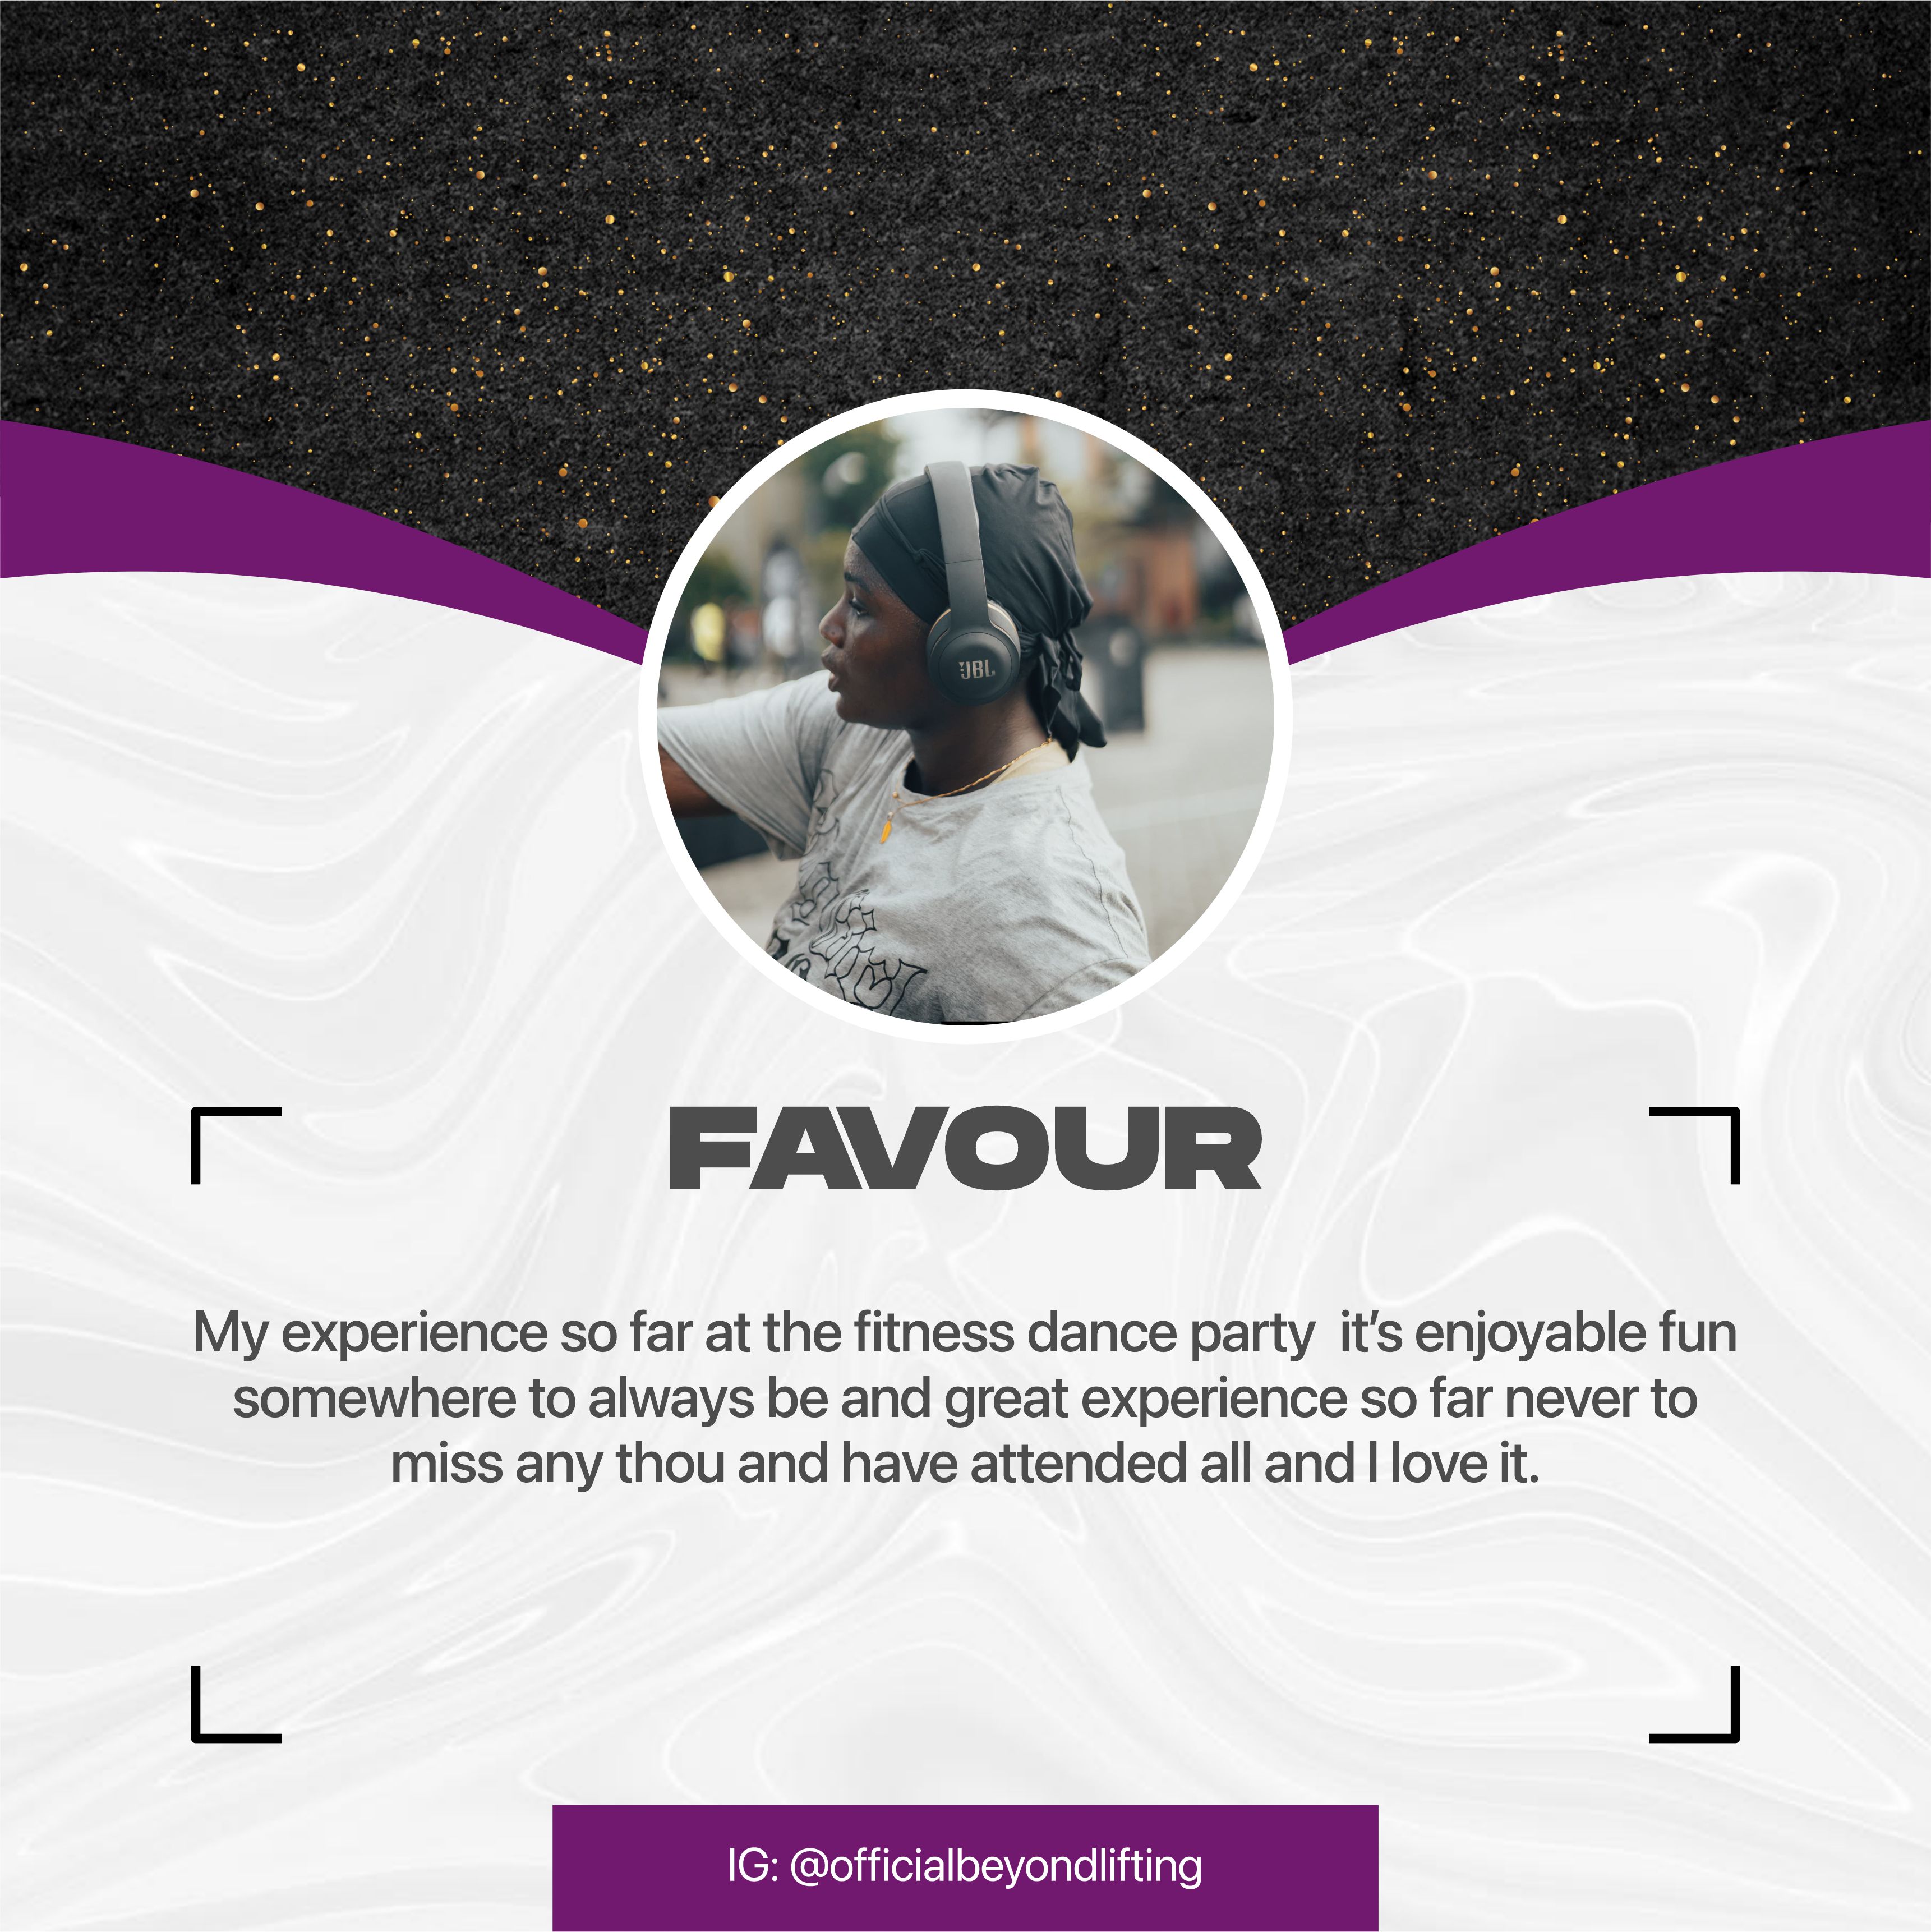 JBL
FAVOUR
My experience so far at the fitness dance party  it's enjoyable fun
somewhere to always be and great experience so far never to
miss any thou and have attended all and I love it.
IG: @officialbeyondlifting